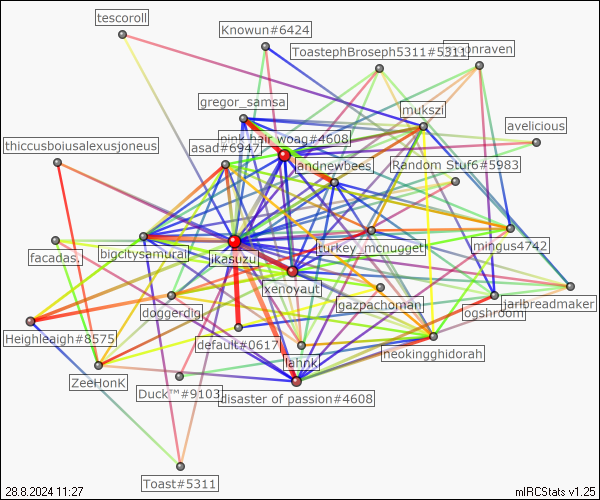 tescoroll
Knowun#6424
ToastephBroseph5311#5311
onraven
gregor_samsa
mukszi
avelicious
pink hair woag#4608
asad#6947
thiccusboiusalexusjoneus
andrewbees
Random Stuf6#5983
facadas.
bigcitysamurai
ikasuzu
turkey_mcnugget
mingus4742
xenoyaut
gazpachoman
jarlbreadmaker
doggerdig
ogshroom
Heighleaigh#8575
default#0617
lahnk
neokingghidorah
ZeeHonK
Duck™#9103
disaster of passion#4608
Toast#5311
28.8.2024 11:27
mIRCStats v1.25